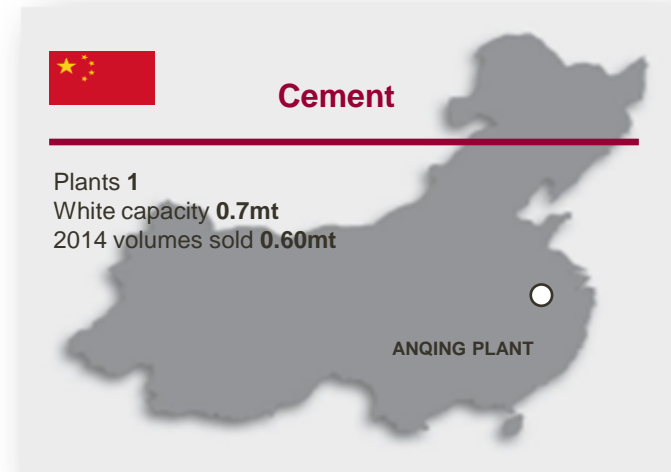 Cement
Plants 1
White capacity 0.7mt
2014 volumes sold 0.60mt
ANQING PLANT